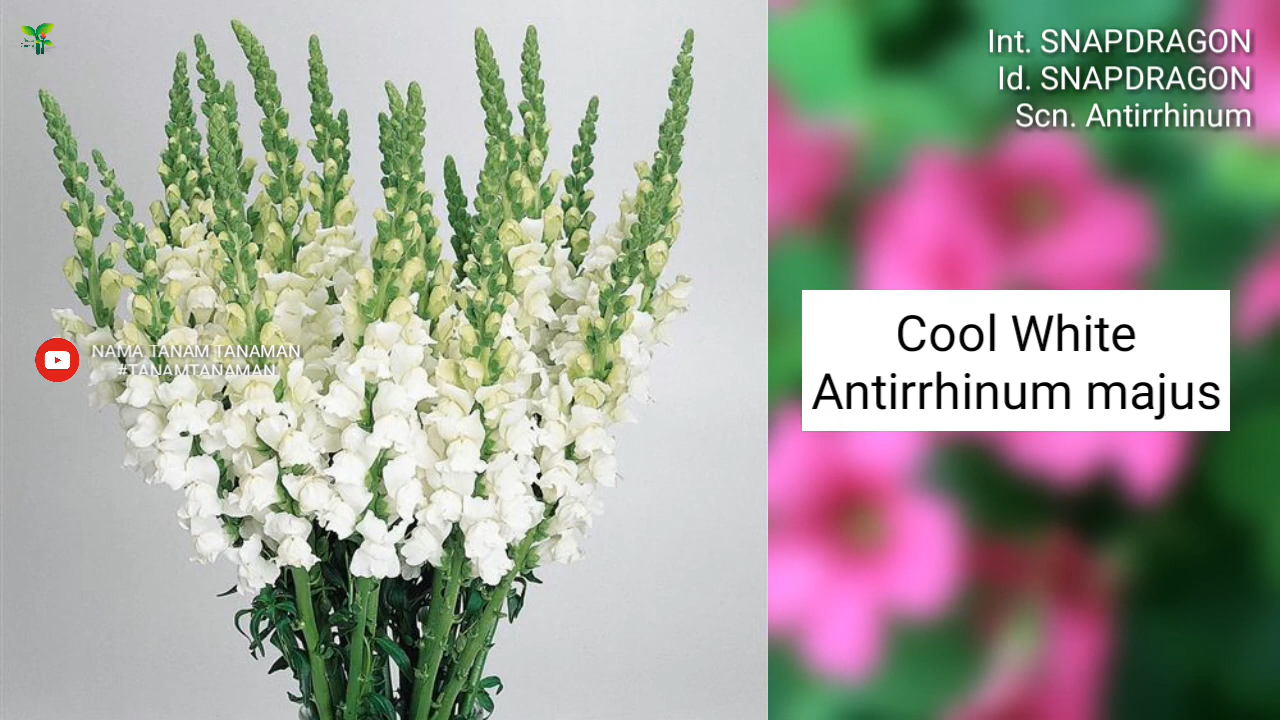 NAMA TANAM TANAMAN
#TANAMTANAMAN
Int. SNAPDRAGON
Id. SNAPDRAGON
Scn. Antirrhinum
Cool White
Antirrhinum majus